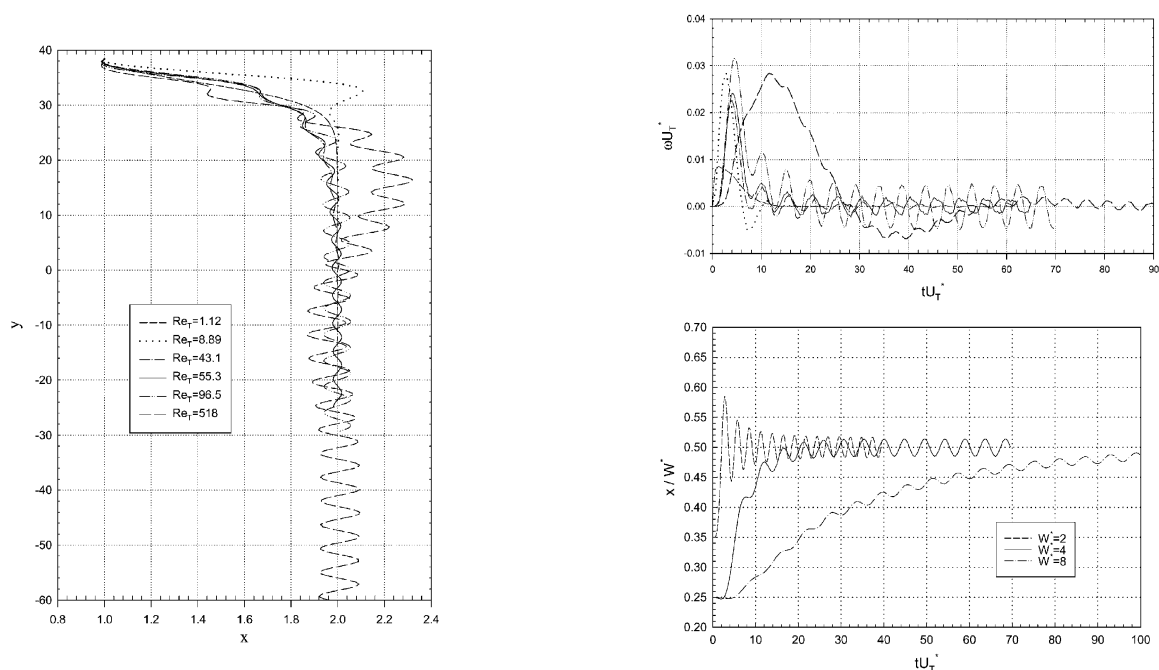 40
30
20
10
0
-10
-20
-30
-40
-50
-60
y
0.8 1.0 1.2 1.4 1.6 1.8 2.0 2.2 2.4
x
Re_T=1.12
Re_T=8.89
Re_T=43.1
Re_T=55.3
Re_T=96.5
Re_T=518
0.04
0.03
0.02
0.01
0.00
-0.01
ωU_T^*
0 10 20 30 40 50 60 70 80 90
tU_T^*
0.70
0.65
0.60
0.55
0.50
0.45
0.40
0.35
0.30
0.25
0.20
x / W^*
W^*=2
W^*=4
W^*=8
0 10 20 30 40 50 60 70 80 90 100
tU_T^*